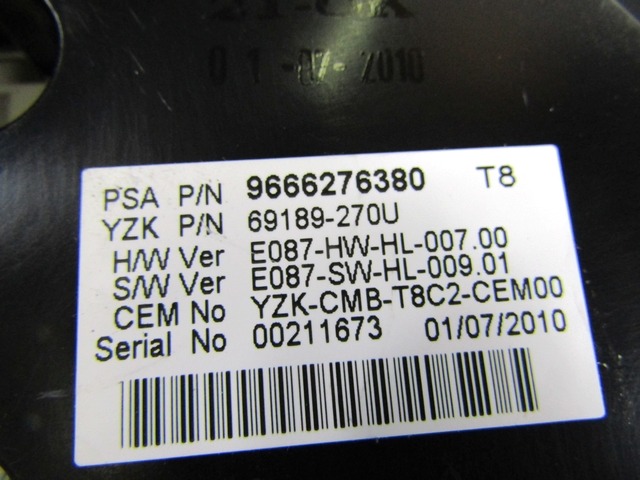 01-07-2010
PSA P/N 9666276380 T8
YZK P/N 69189-270U
H/W Ver E087-HW-HL-007.00
S/W Ver E087-SW-HL-009.01
CEM No YZK-CMB-T8C2-CEM00
Serial No 00211673 01/07/2010